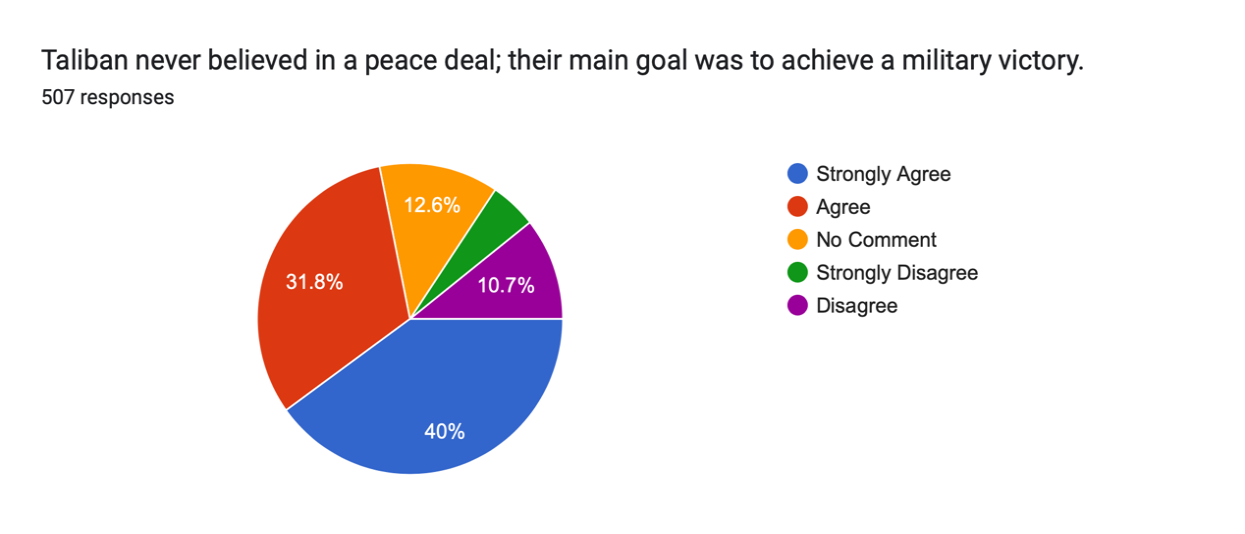 Taliban never believed in a peace deal; their main goal was to achieve a military victory.
507 responses
12.6%
31.8%
10.7%
40%
Strongly Agree
Agree
No Comment
Strongly Disagree
Disagree